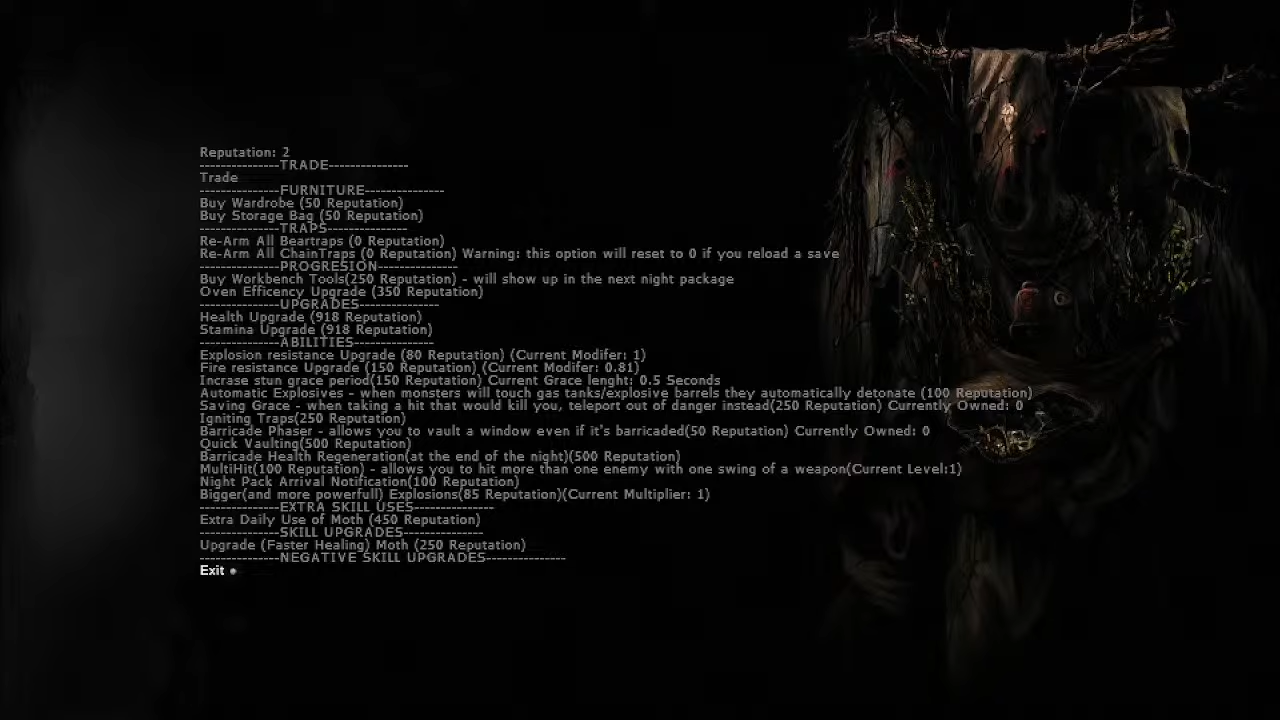 Reputation: 2
---------------TRADE---------------
Trade
---------------FURNITURE---------------
Buy Wardrobe (50 Reputation)
Buy Storage Bag (50 Reputation)
---------------TRAPS---------------
Re-Arm All Beartraps (0 Reputation)
Re-Arm All ChainTraps (0 Reputation) Warning: this option will reset to 0 if you reload a save
---------------PROGRESION---------------
Buy Workbench Tools(250 Reputation) - will show up in the next night package
Oven Efficency Upgrade (350 Reputation)
---------------UPGRADES---------------
Health Upgrade (918 Reputation)
Stamina Upgrade (918 Reputation)
---------------ABILITIES---------------
Explosion resistance Upgrade (80 Reputation) (Current Modifer: 1)
Fire resistance Upgrade (150 Reputation) (Current Modifer: 0.81)
Incrase stun grace period(150 Reputation) Current Grace lenght: 0.5 Seconds
Automatic Explosives - when monsters will touch gas tanks/explosive barrels they automatically detonate (100 Reputation)
Saving Grace - when taking a hit that would kill you, teleport out of danger instead(250 Reputation) Currently Owned: 0
Igniting Traps(250 Reputation)
Barricade Phaser - allows you to vault a window even if it's barricaded(50 Reputation) Currently Owned: 0
Quick Vaulting(500 Reputation)
Barricade Health Regeneration(at the end of the night)(500 Reputation)
MultiHit(100 Reputation) - allows you to hit more than one enemy with one swing of a weapon(Current Level:1)
Night Pack Arrival Notification(100 Reputation)
Bigger(and more powerfull) Explosions(85 Reputation)(Current Multiplier: 1)
---------------EXTRA SKILL USES---------------
Extra Daily Use of Moth (450 Reputation)
---------------SKILL UPGRADES---------------
Upgrade (Faster Healing) Moth (250 Reputation)
---------------NEGATIVE SKILL UPGRADES---------------
Exit